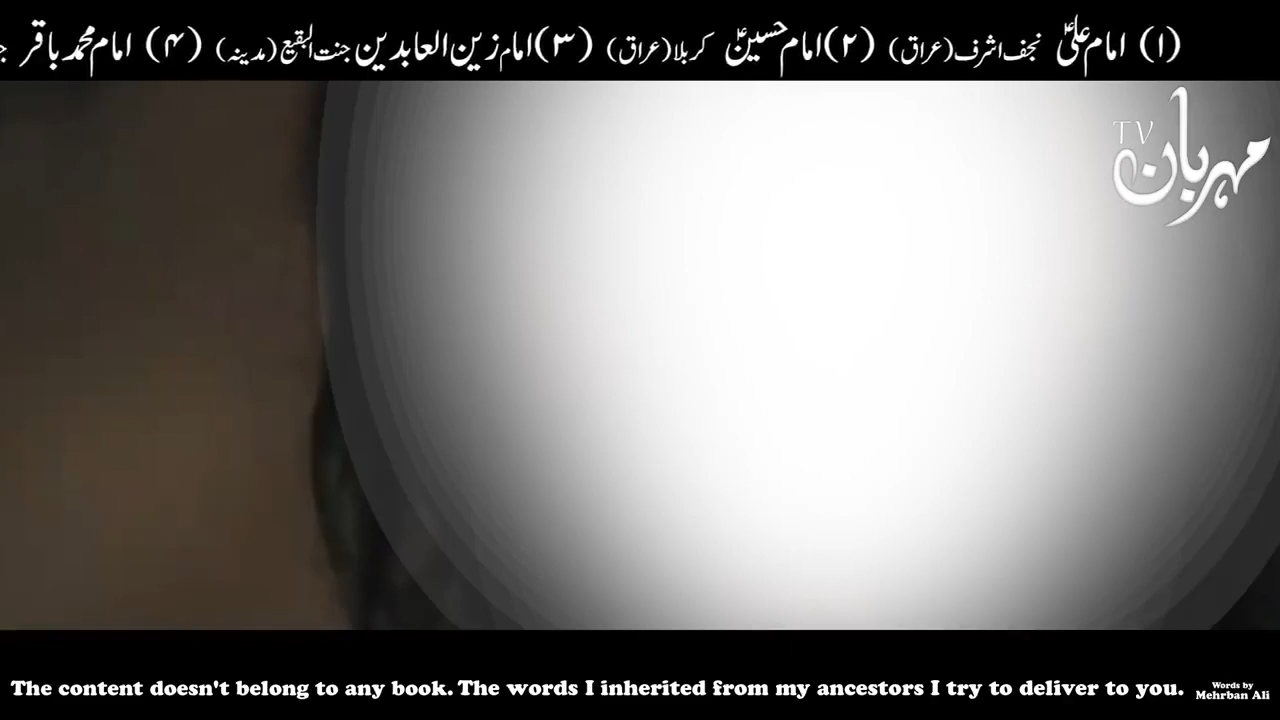 (۱) امام علیؑ نجف اشرف (عراق) (۲) امام حسینؑ کربلا (عراق) (۳) امام زین العابدین جنت البقیع (مدینہ) (۴) امام محمد باقر
TV
مہربان
The content doesn't belong to any book. The words I inherited from my ancestors I try to deliver to you.
Words by
Mehrban Ali